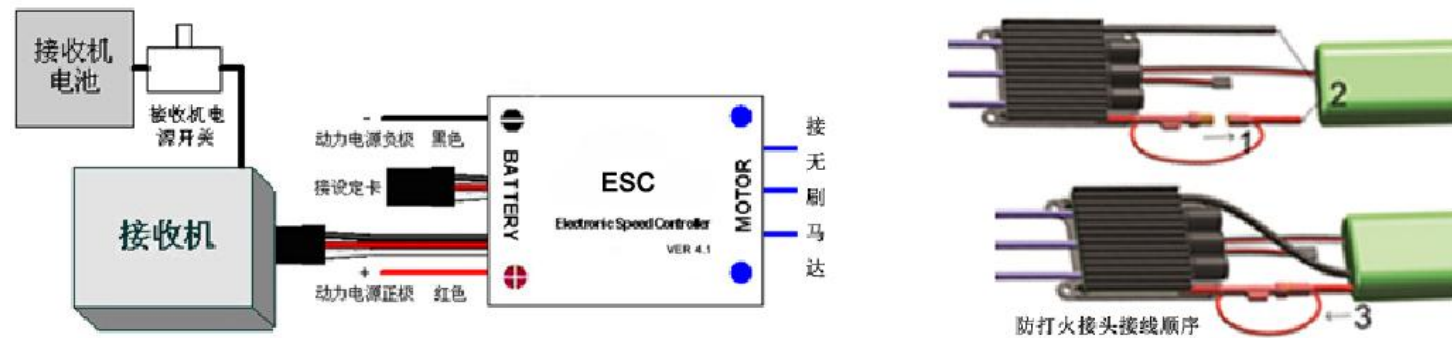 接收机
电池
接收机电
源开关
接收机
-
动力电源负极 黑色
接设定卡
+
动力电源正极 红色
BATTERY
ESC
Electronic Speed Controller
VER 4.1
MOTOR
接
无
刷
马
达
1
2
3
防打火接头接线顺序